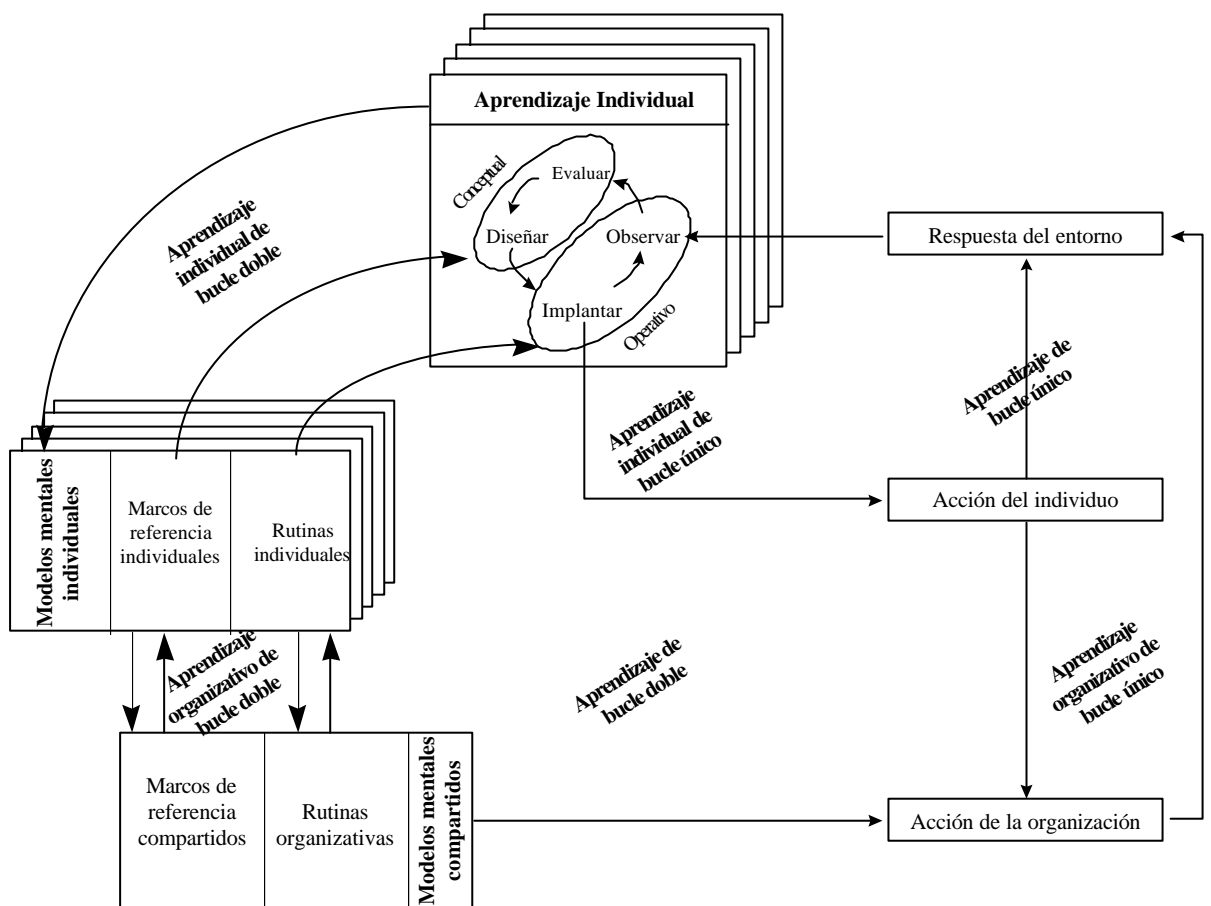 Aprendizaje Individual
Conceptual
Evaluar
Diseñar
Observar
Implantar
Operativo
Respuesta del entorno
Aprendizaje
individual de
bucle doble
Aprendizaje de
bucle único
Aprendizaje
individual de
bucle único
Modelos mentales
individuales
Marcos de
referencia
individuales
Rutinas
individuales
Acción del individuo
Aprendizaje
organizativo de
bucle doble
Aprendizaje de
bucle doble
Aprendizaje
organizativo de
bucle único
Marcos de
referencia
compartidos
Rutinas
organizativas
Modelos mentales
compartidos
Acción de la organización